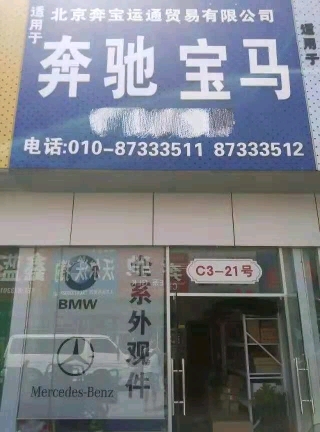 适用于
北京奔宝运通贸易有限公司
适用于
奔驰 宝马
电话:010-87333511 87333512
C3-21号
全系外观件
BMW
Mercedes-Benz